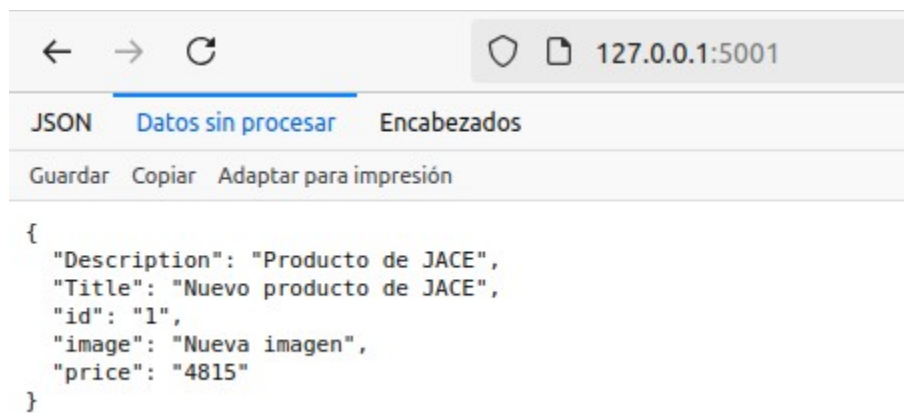 127.0.0.1:5001
JSON Datos sin procesar Encabezados
Guardar Copiar Adaptar para impresión
{
  "Description": "Producto de JACE",
  "Title": "Nuevo producto de JACE",
  "id": "1",
  "image": "Nueva imagen",
  "price": "4815"
}